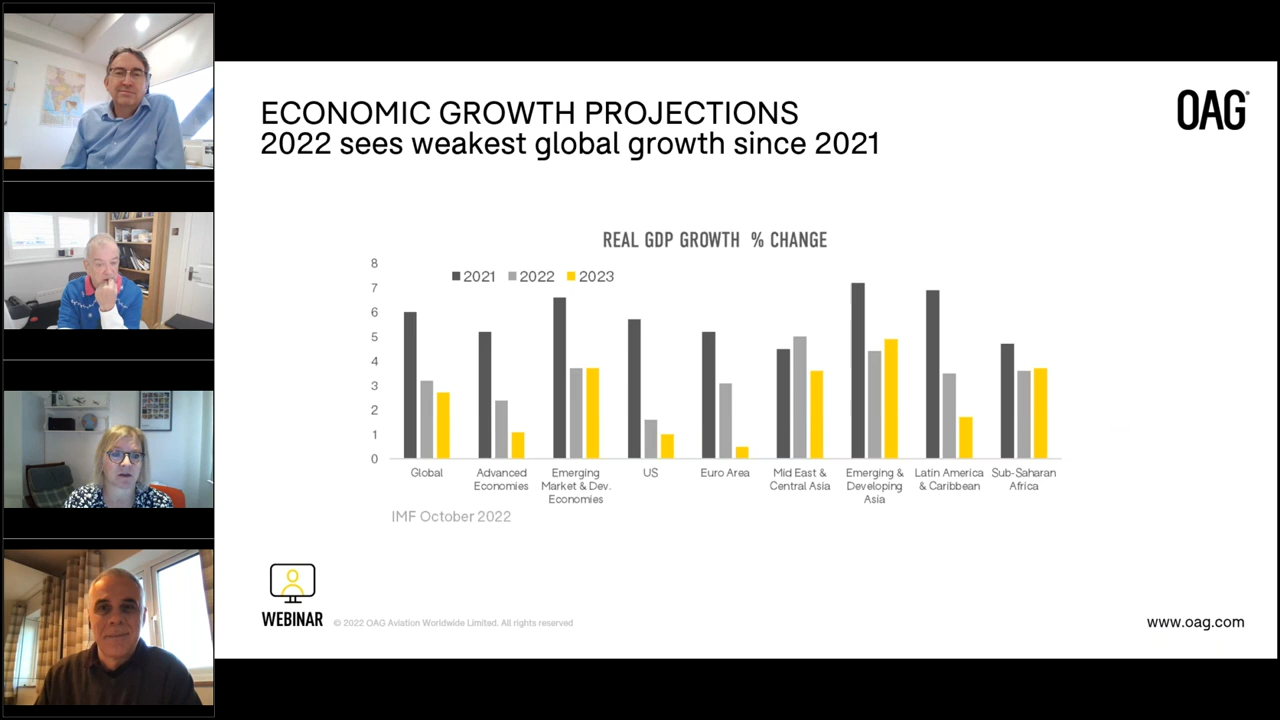 ECONOMIC GROWTH PROJECTIONS
2022 sees weakest global growth since 2021
OAG
REAL GDP GROWTH % CHANGE
2021 2022 2023
8
7
6
5
4
3
2
1
0
Global
Advanced
Economies
Emerging
Market & Dev.
Economies
US
Euro Area
Mid East &
Central Asia
Emerging &
Developing
Asia
Latin America
& Caribbean
Sub-Saharan
Africa
IMF October 2022
WEBINAR
© 2022 OAG Aviation Worldwide Limited. All rights reserved
www.oag.com